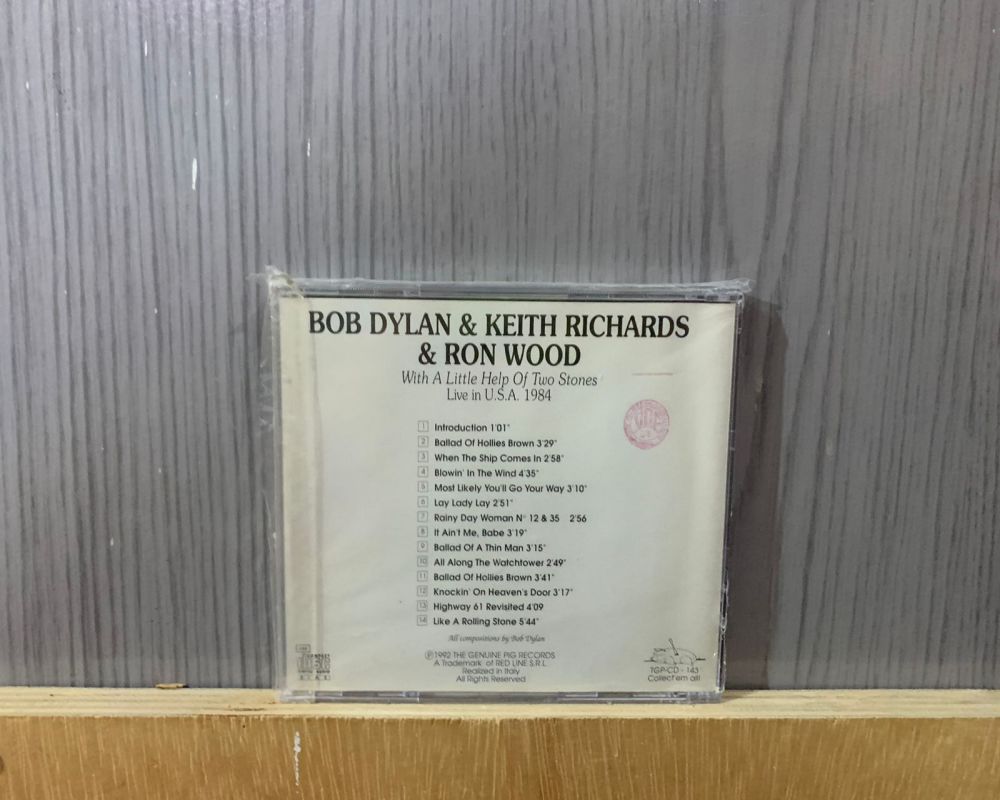 BOB DYLAN & KEITH RICHARDS
& RON WOOD
With A Little Help Of Two Stones
Live in U.S.A. 1984
1 Introduction 1'01"
2 Ballad Of Hollies Brown 3'29"
3 When The Ship Comes In 2'58"
4 Blowin' In The Wind 4'35"
5 Most Likely You'll Go Your Way 3'10"
6 Lay Lady Lay 2'51"
7 Rainy Day Woman N° 12 & 35 2'56
8 It Ain't Me, Babe 3'19"
9 Ballad Of A Thin Man 3'15"
10 All Along The Watchtower 2'49"
11 Ballad Of Hollies Brown 3'41"
12 Knockin' On Heaven's Door 3'17"
13 Highway 61 Revisited 4'09
14 Like A Rolling Stone 5'44"
All compositions by Bob Dylan
℗1992 THE GENUINE PIG RECORDS
A Trademark of RED LINE S.R.L.
Realized in Italy
All Rights Reserved
TGP-CD - 143
Collect'em all!